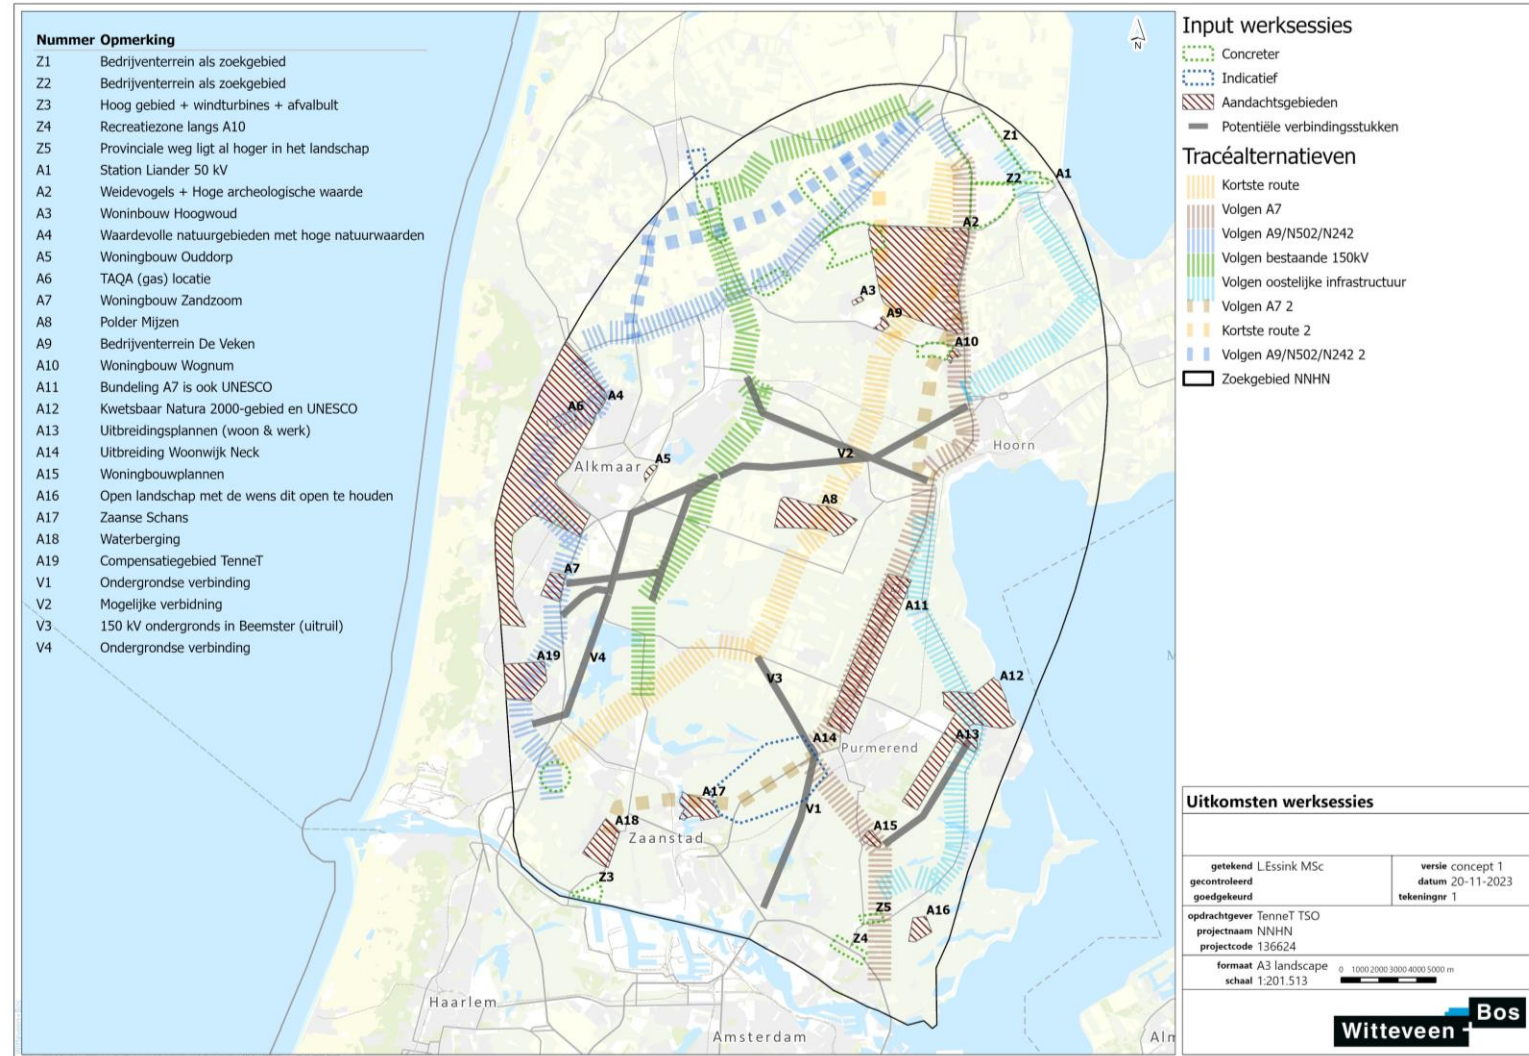 Nummer Opmerking
Z1 Bedrijventerrein als zoekgebied
Z2 Bedrijventerrein als zoekgebied
Z3 Hoog gebied + windturbines + afvalbult
Z4 Recreatiezone langs A10
Z5 Provinciale weg ligt al hoger in het landschap
A1 Station Liander 50 kV
A2 Weidevogels + Hoge archeologische waarde
A3 Woninbouw Hoogwoud
A4 Waardevolle natuurgebieden met hoge natuurwaarden
A5 Woningbouw Ouddorp
A6 TAQA (gas) locatie
A7 Woningbouw Zandzoom
A8 Polder Mijzen
A9 Bedrijventerrein De Veken
A10 Woningbouw Wognum
A11 Bundeling A7 is ook UNESCO
A12 Kwetsbaar Natura 2000-gebied en UNESCO
A13 Uitbreidingsplannen (woon & werk)
A14 Uitbreiding Woonwijk Neck
A15 Woningbouwplannen
A16 Open landschap met de wens dit open te houden
A17 Zaanse Schans
A18 Waterberging
A19 Compensatiegebied TenneT
V1 Ondergrondse verbinding
V2 Mogelijke verbidning
V3 150 kV ondergronds in Beemster (uitruil)
V4 Ondergrondse verbinding
N
Z1
A1
Z2
A2
A3
A9
A10
A4
A6
Hoorn
V2
A5
Alkmaar
A8
A7
A11
A19
V4
V3
A12
A14
A13
Purmerend
A17
V1
A18
Zaanstad
A15
Z3
Z5
A16
Z4
Haarlem
Amsterdam
Alm
M
Input werksessies
Concreter
Indicatief
Aandachtsgebieden
Potentiële verbindingsstukken
Tracéalternatieven
Kortste route
Volgen A7
Volgen A9/N502/N242
Volgen bestaande 150kV
Volgen oostelijke infrastructuur
Volgen A7 2
Kortste route 2
Volgen A9/N502/N242 2
Zoekgebied NNHN
Uitkomsten werksessies
getekend L.Essink MSc versie concept 1
gecontroleerd datum 20-11-2023
goedgekeurd tekeningnr 1
opdrachtgever TenneT TSO
projectnaam NNHN
projectcode 136624
formaat A3 landscape 0 1000 2000 3000 4000 5000 m
schaal 1:201.513
Witteveen + Bos